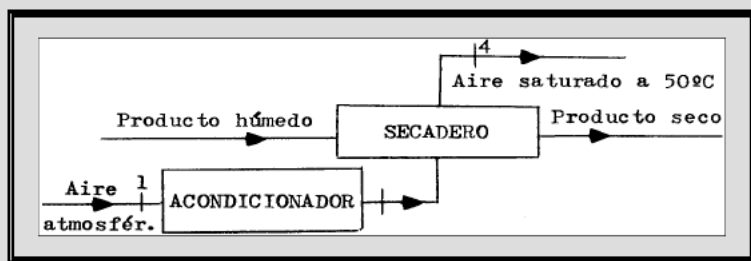 4
Aire saturado a 50ºC
Producto húmedo
SECADERO
Producto seco
Aire 1
ACONDICIONADOR
atmosfér.